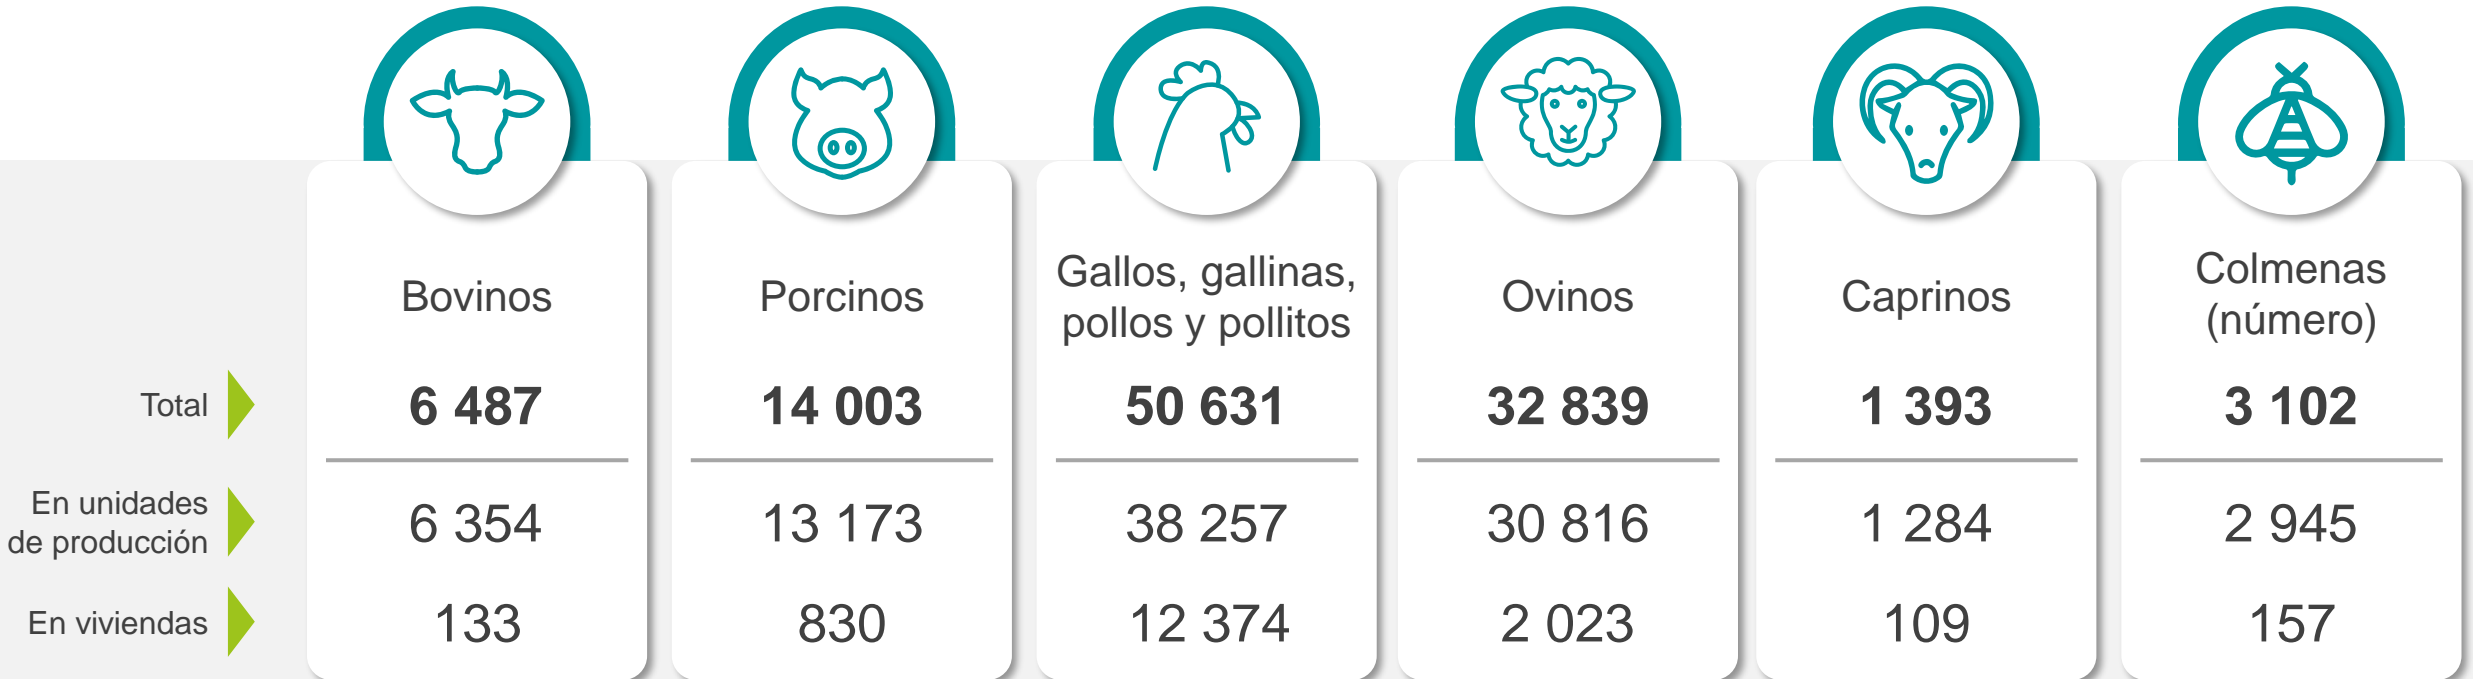 Bovinos
Porcinos
Gallos, gallinas,
pollos y pollitos
Ovinos
Caprinos
Colmenas
(número)
Total
6 487
14 003
50 631
32 839
1 393
3 102
En unidades
de producción
6 354
13 173
38 257
30 816
1 284
2 945
En viviendas
133
830
12 374
2 023
109
157